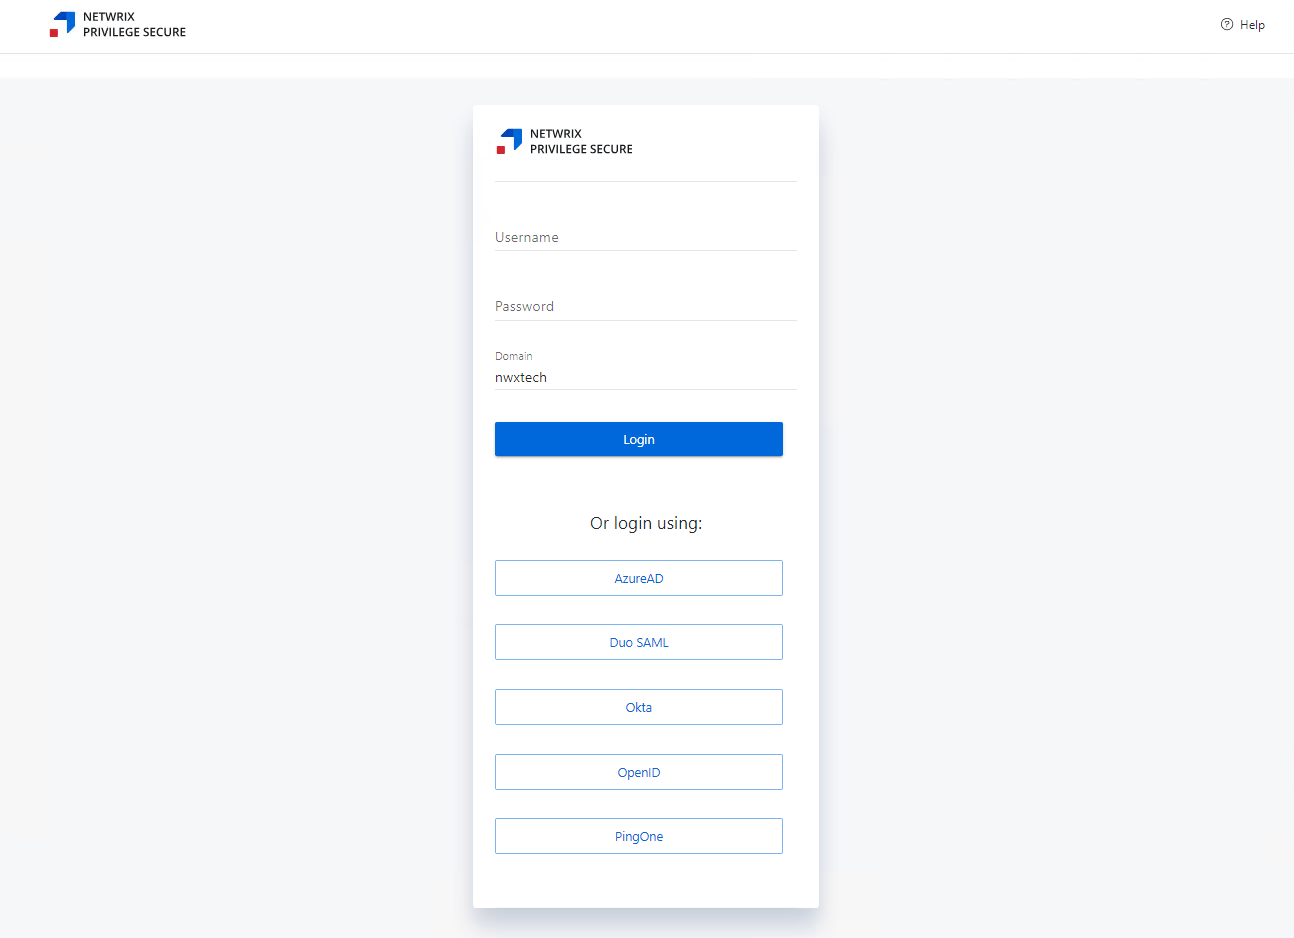 NETWRIX
PRIVILEGE SECURE
Help
NETWRIX
PRIVILEGE SECURE
Username
Password
Domain
nwxtech
Login
Or login using:
AzureAD
Duo SAML
Okta
OpenID
PingOne